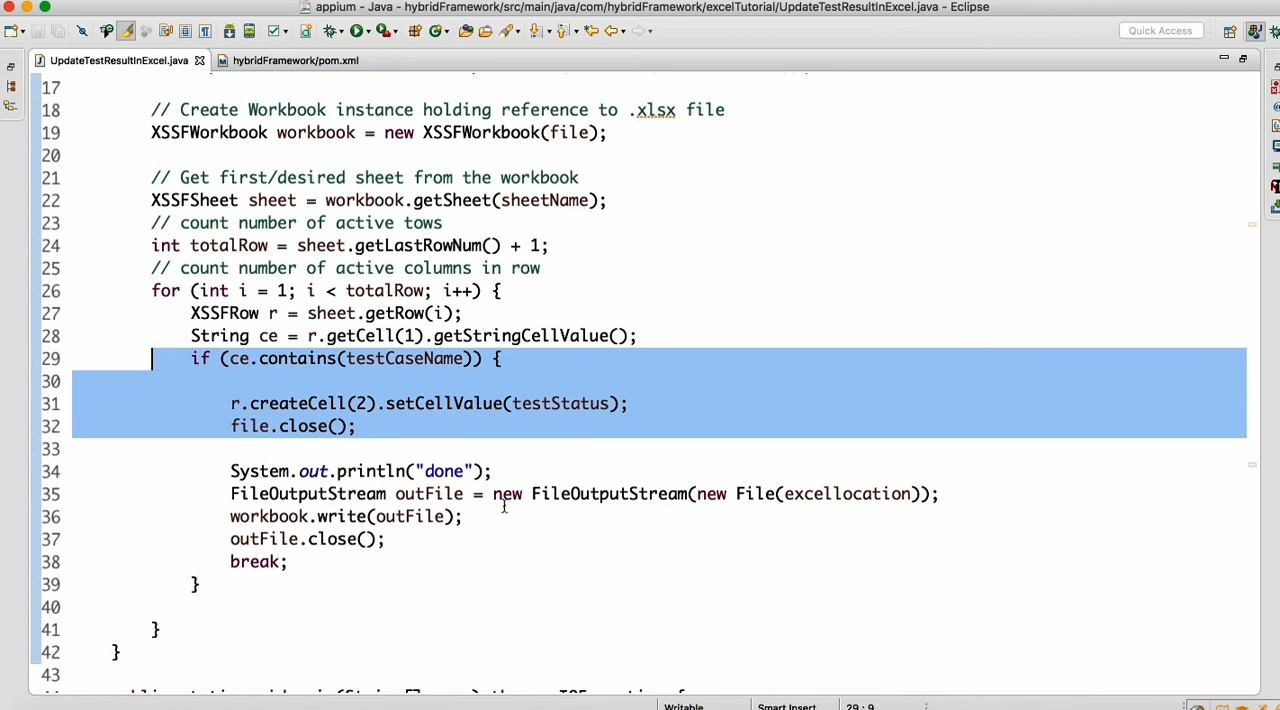 appium - Java - hybridFramework/src/main/java/com/hybridFramework/excelTutorial/UpdateTestResultInExcel.java - Eclipse
Quick Access
UpdateTestResultInExcel.java
hybridFramework/pom.xml
17
18 // Create Workbook instance holding reference to .xlsx file
19 XSSFWorkbook workbook = new XSSFWorkbook(file);
20
21 // Get first/desired sheet from the workbook
22 XSSFSheet sheet = workbook.getSheet(sheetName);
23 // count number of active tows
24 int totalRow = sheet.getLastRowNum() + 1;
25 // count number of active columns in row
26 for (int i = 1; i < totalRow; i++) {
27 XSSFRow r = sheet.getRow(i);
28 String ce = r.getCell(1).getStringCellValue();
29 if (ce.contains(testCaseName)) {
30
31 r.createCell(2).setCellValue(testStatus);
32 file.close();
33
34 System.out.println("done");
35 FileOutputStream outFile = new FileOutputStream(new File(excellocation));
36 workbook.write(outFile);
37 outFile.close();
38 break;
39 }
40
41 }
42 }
43
Writable Smart Insert 29 : 9